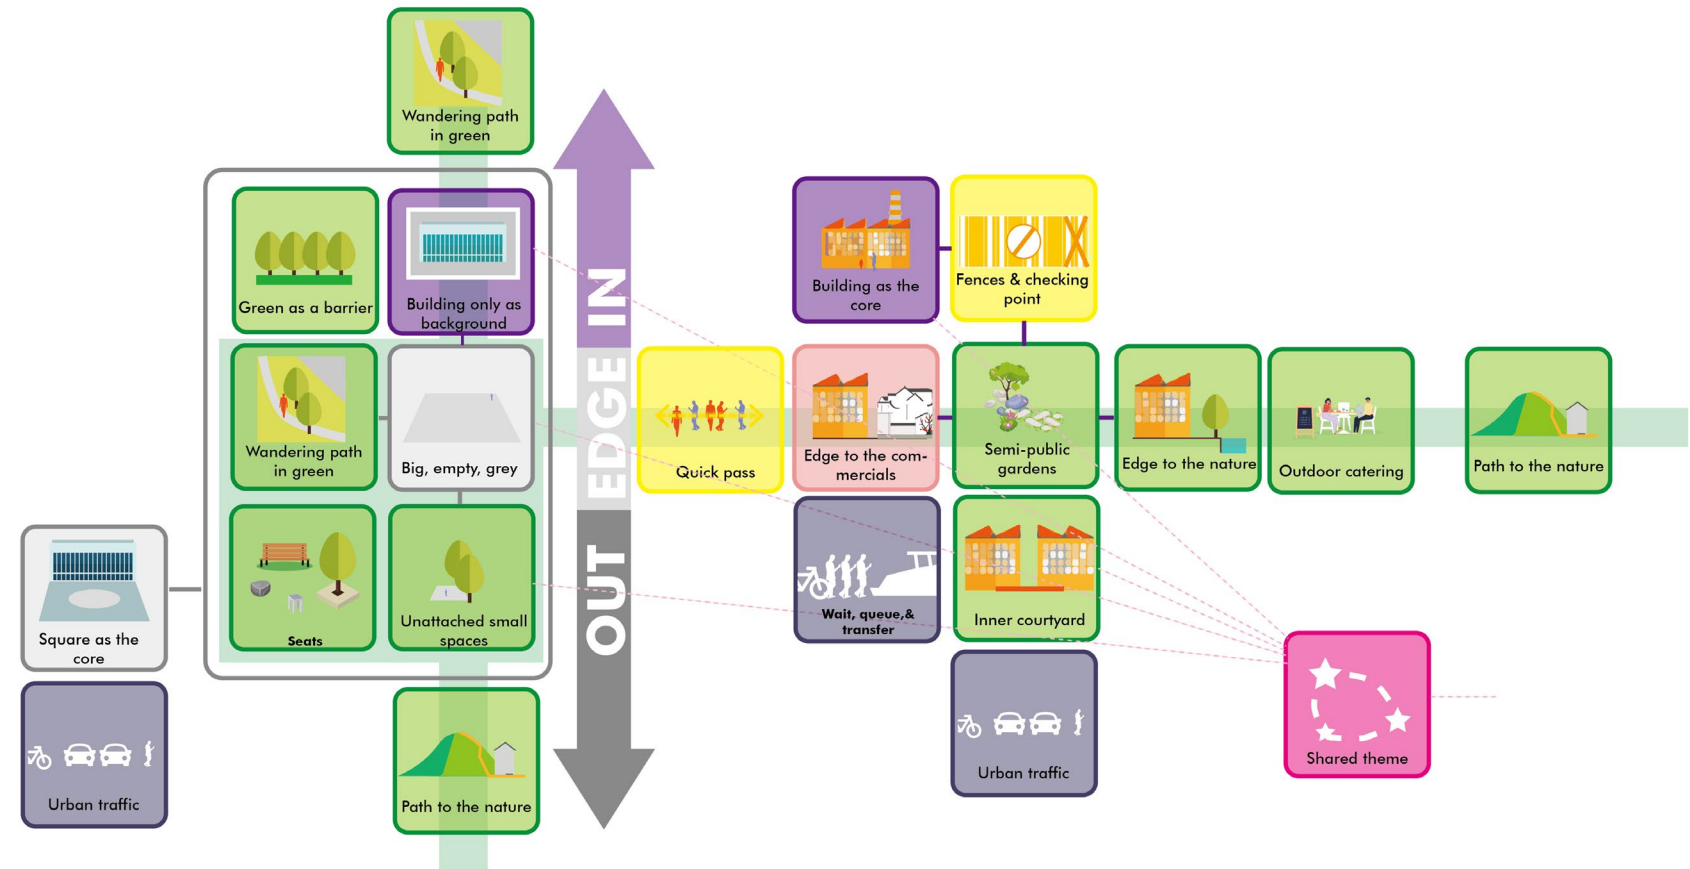 Wandering path
in green
Green as a barrier
Building only as
background
Wandering path
in green
Big, empty, grey
Seats
Unattached small
spaces
Square as the
core
Urban traffic
Path to the nature
IN
EDGE
OUT
Building as the
core
Fences & checking
point
Quick pass
Edge to the com-
mercials
Semi-public
gardens
Edge to the nature
Outdoor catering
Path to the nature
Wait, queue,&
transfer
Inner courtyard
Urban traffic
Shared theme